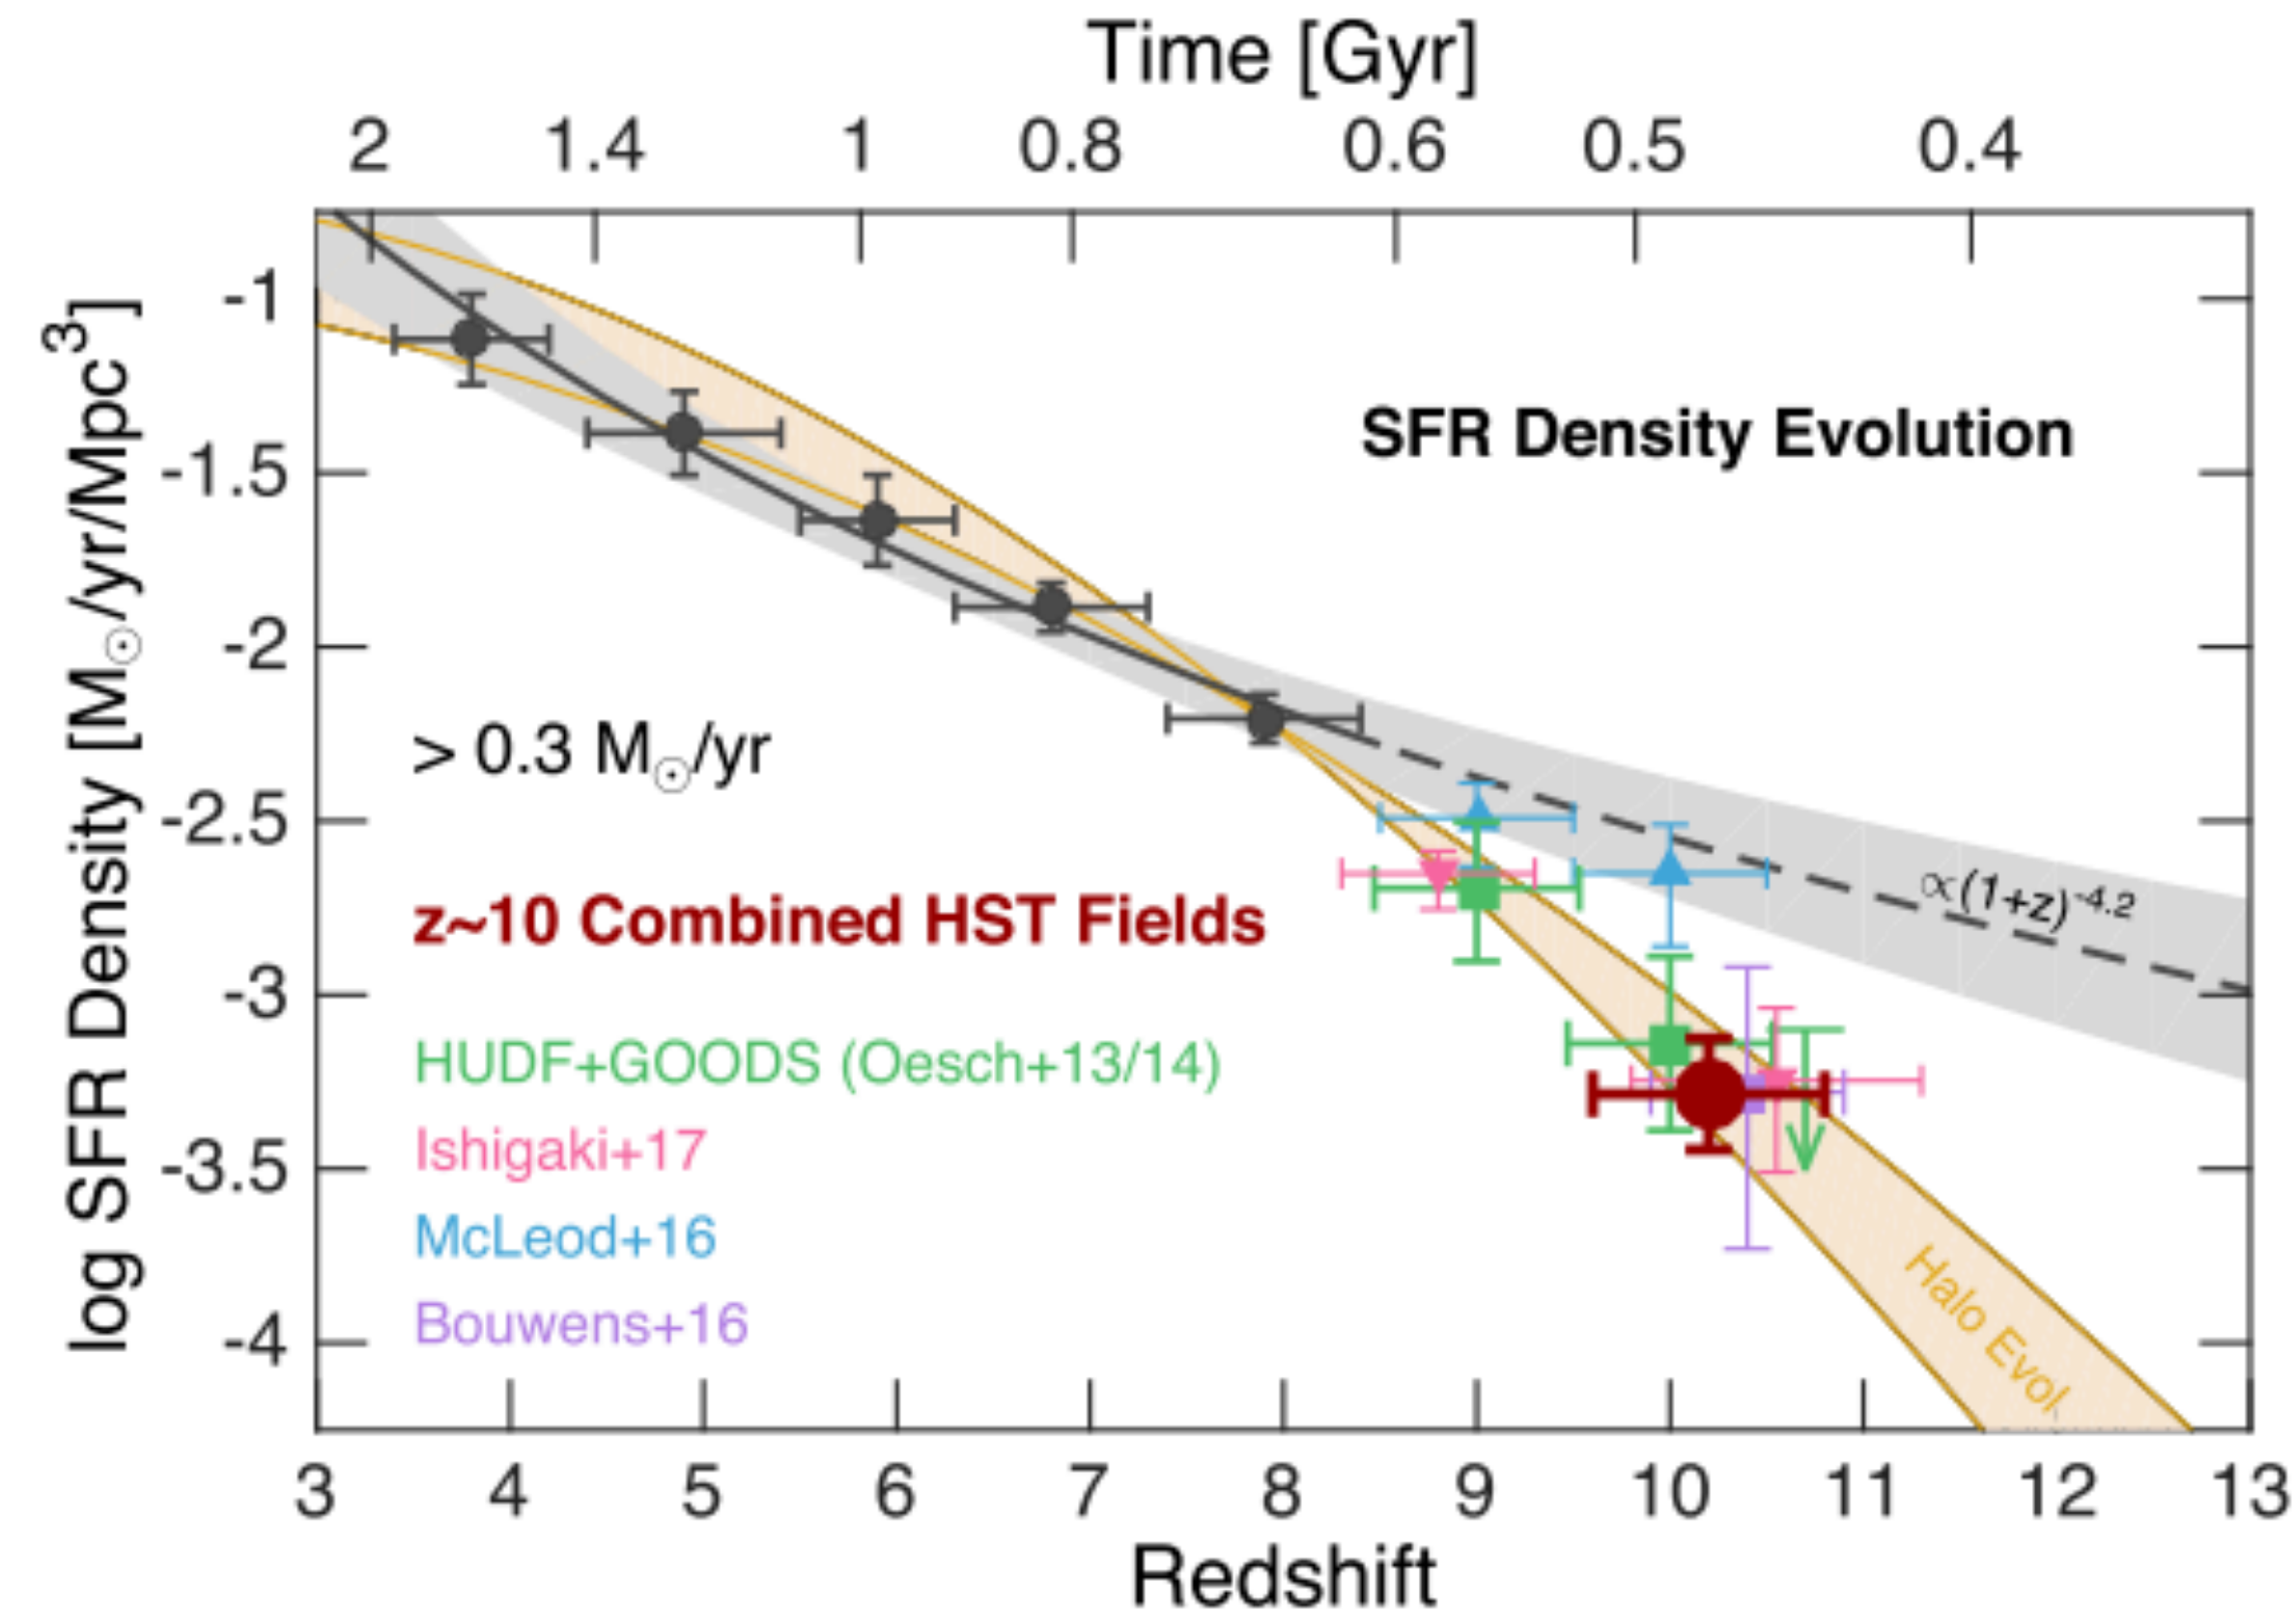 Time [Gyr]
2 1.4 1 0.8 0.6 0.5 0.4
log SFR Density [M☉/yr/Mpc³]
-1
-1.5
-2
-2.5
-3
-3.5
-4
SFR Density Evolution
> 0.3 M☉/yr
z~10 Combined HST Fields
∝(1+z)^-4.2
HUDF+GOODS (Oesch+13/14)
Ishigaki+17
McLeod+16
Bouwens+16
Halo Evol
3 4 5 6 7 8 9 10 11 12 13
Redshift